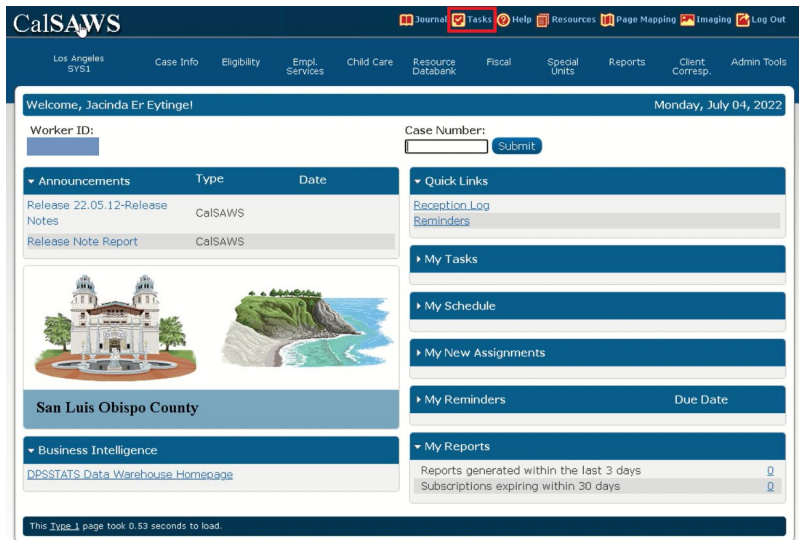 CalSAWS
Journal Tasks Help Resources Page Mapping Imaging Log Out
Los Angeles
SYS1
Case Info Eligibility Empl.
Services Child Care Resource
Databank Fiscal Special
Units Reports Client
Corresp. Admin Tools
Welcome, Jacinda Er Eytinge! Monday, July 04, 2022
Worker ID:
Case Number:
Submit
Announcements Type Date
Release 22.05.12-Release
Notes CalSAWS
Release Note Report CalSAWS
San Luis Obispo County
Business Intelligence
DPSSTATS Data Warehouse Homepage
Quick Links
Reception Log
Reminders
My Tasks
My Schedule
My New Assignments
My Reminders Due Date
My Reports
Reports generated within the last 3 days 0
Subscriptions expiring within 30 days 0
This Type 1 page took 0.53 seconds to load.